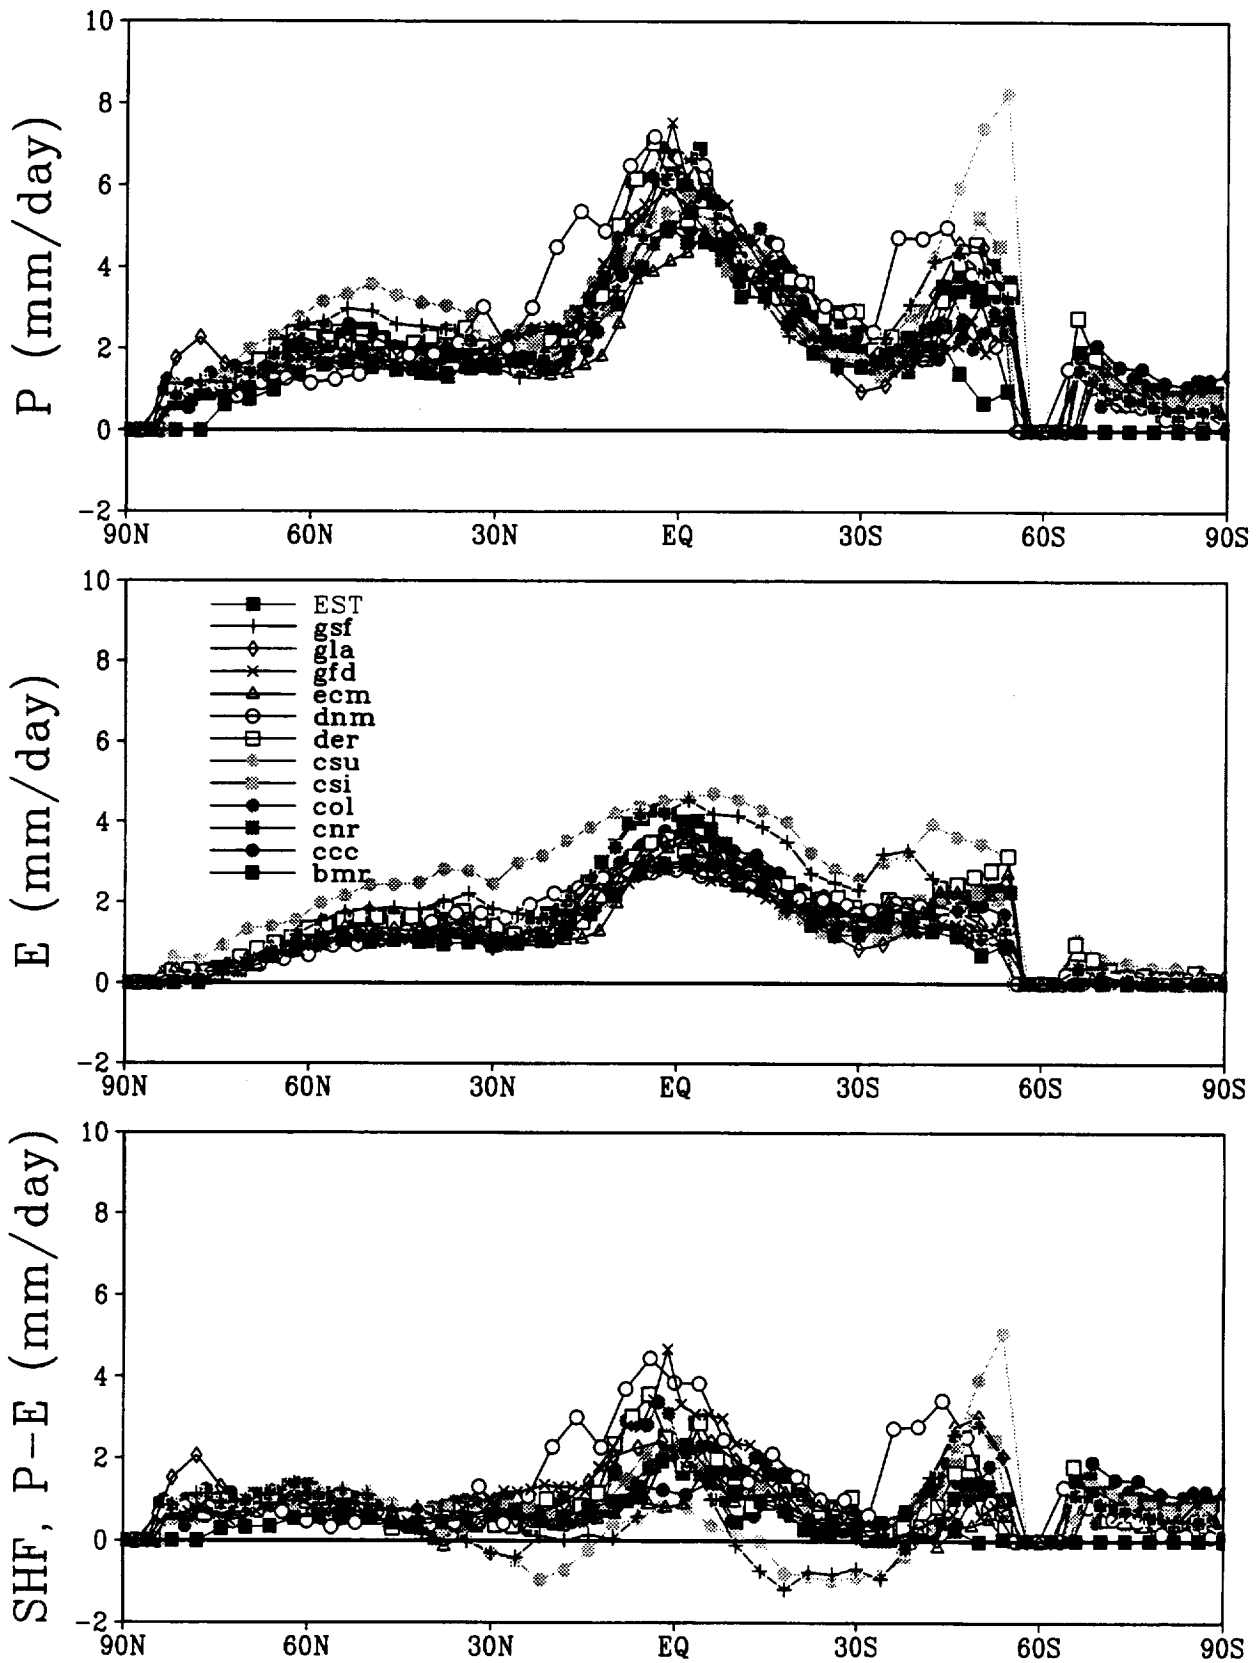 P (mm/day)
10
8
6
4
2
0
−2
90N 60N 30N EQ 30S 60S 90S
E (mm/day)
10
8
6
4
2
0
−2
EST
gsf
gla
gfd
ecm
dnm
der
csu
csi
col
cnr
ccc
bmr
90N 60N 30N EQ 30S 60S 90S
SHF, P−E (mm/day)
10
8
6
4
2
0
−2
90N 60N 30N EQ 30S 60S 90S